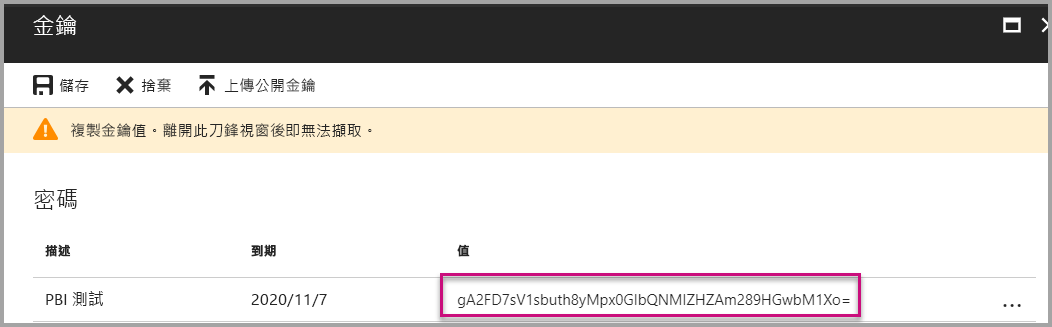 金鑰
儲存 捨棄 上傳公開金鑰
複製金鑰值。離開此刀鋒視窗後即無法擷取。
密碼
描述 到期 值
PBI 測試 2020/11/7 gA2FD7sV1sbuth8yMpx0GlbQNMIZHZAm289HGwbM1Xo= ...